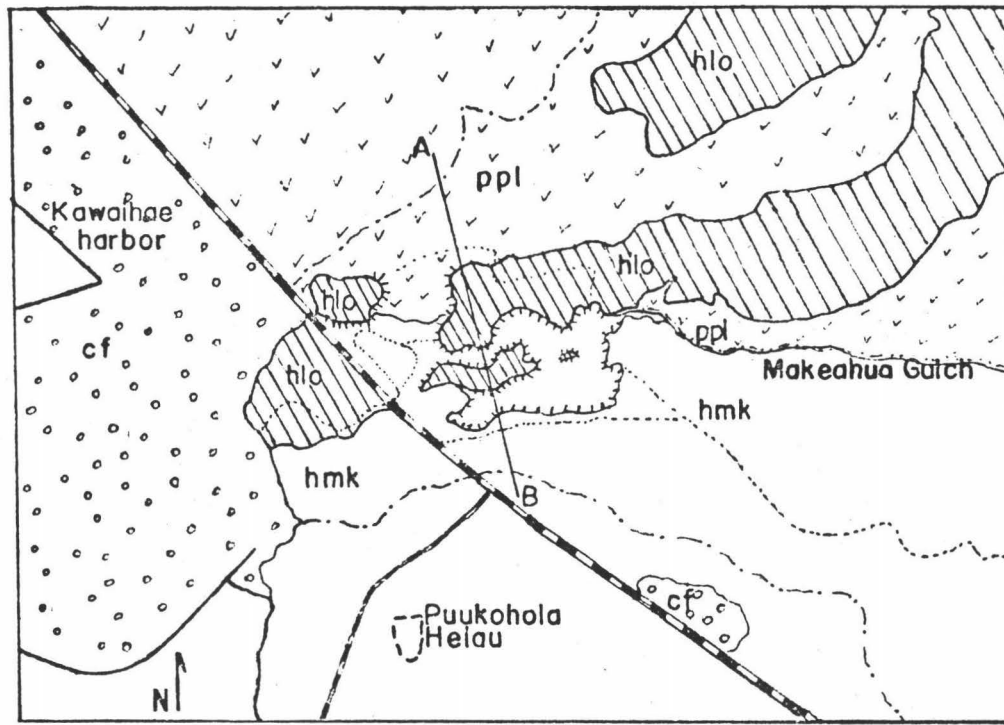 hlo
A
ppl
Kawaihae
harbor
hlo
hlo
ppl
cf
hlo
Makeahua Gulch
hmk
hmk
B
cf
Puukohola
Heiau
N